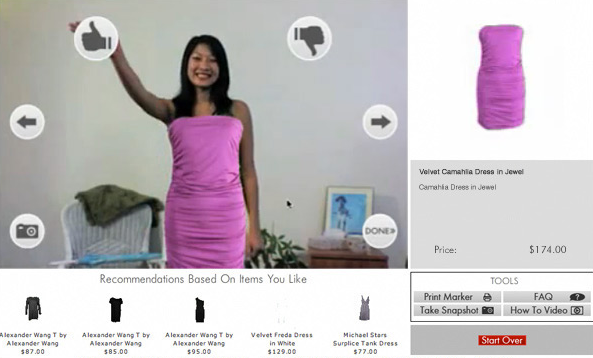 DONE»
Velvet Camahlia Dress in Jewel
Camahlia Dress in Jewel
Price: $174.00
Recommendations Based On Items You Like
Alexander Wang T by
Alexander Wang
$87.00
Alexander Wang T by
Alexander Wang
$85.00
Alexander Wang T by
Alexander Wang
$95.00
Velvet Freda Dress
in White
$129.00
Michael Stars
Surplice Tank Dress
$77.00
TOOLS
Print Marker
FAQ ?
Take Snapshot
How To Video
Start Over